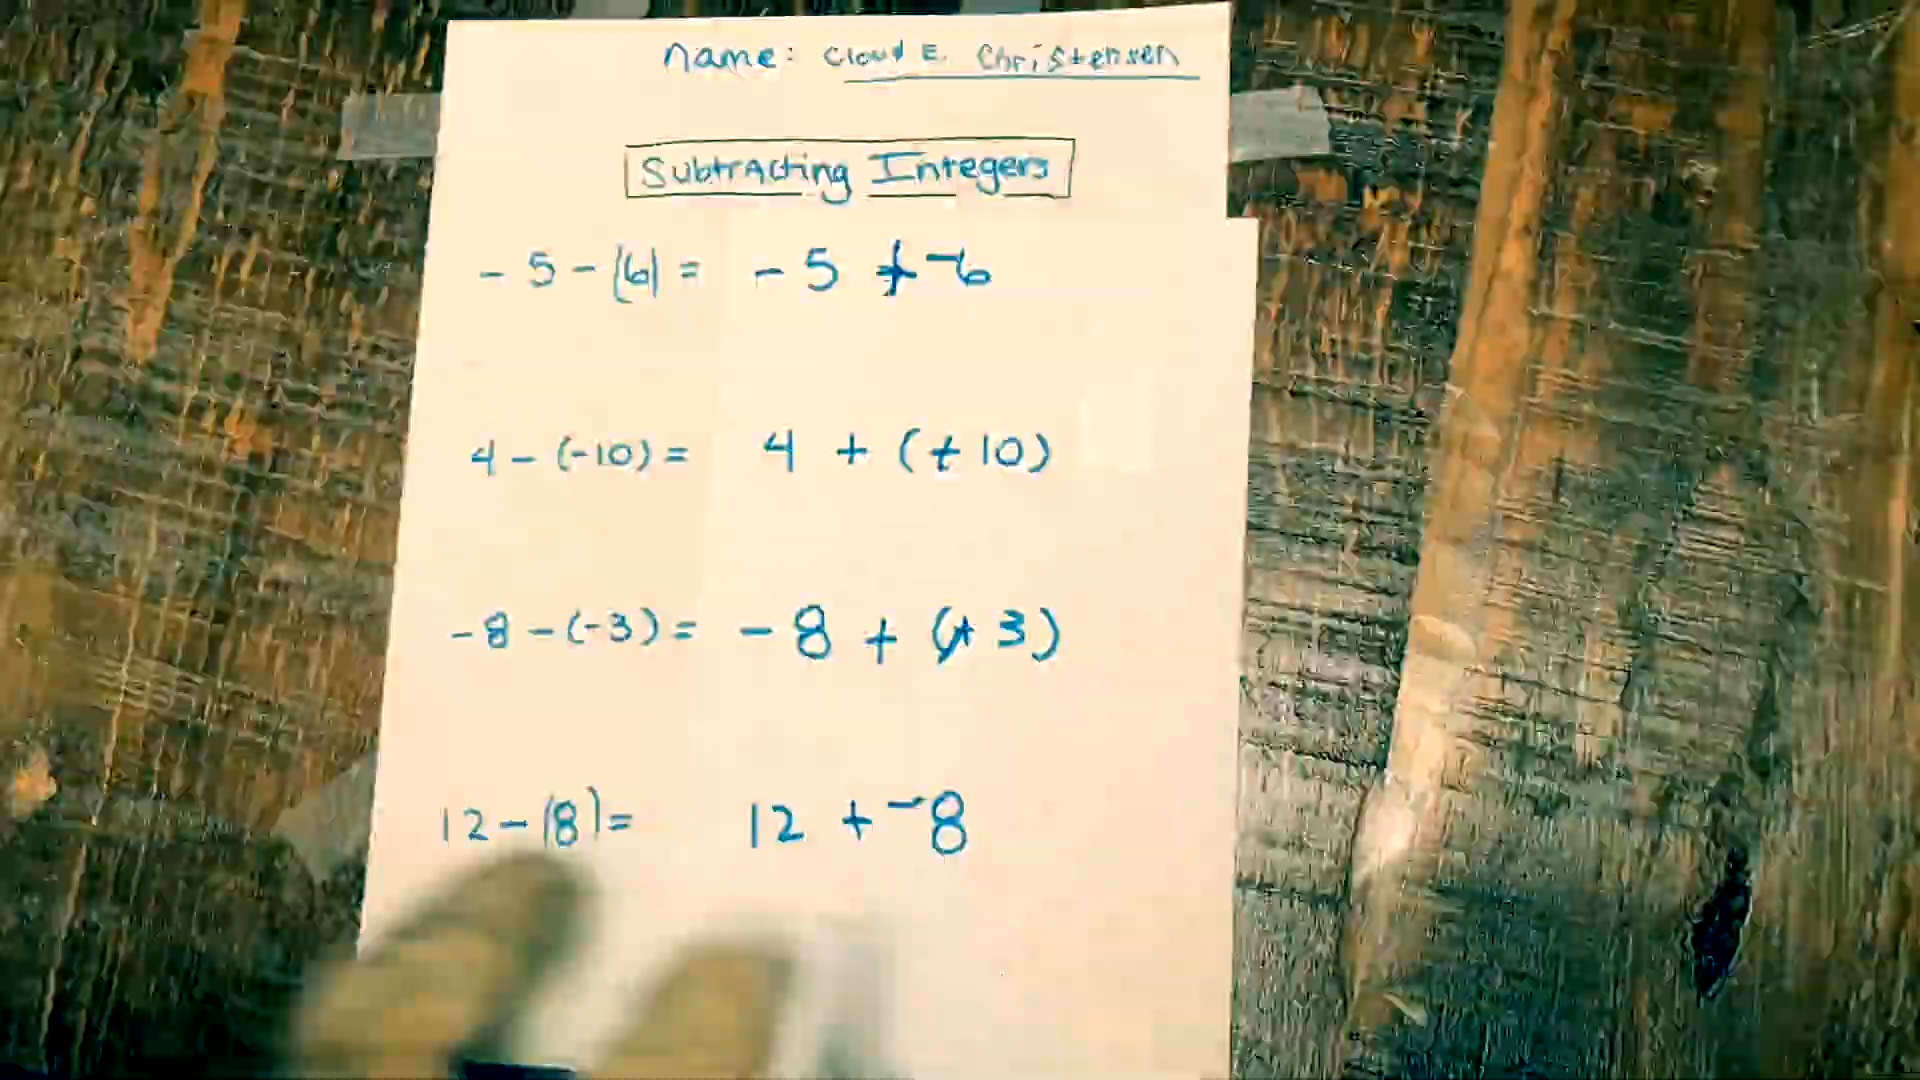 Name: Cloud E. Christensen
Subtracting Integers
- 5 - (6) = - 5 + -6
4 - (-10) = 4 + (+10)
-8 - (-3) = - 8 + (+3)
12 - (8) = 12 + -8